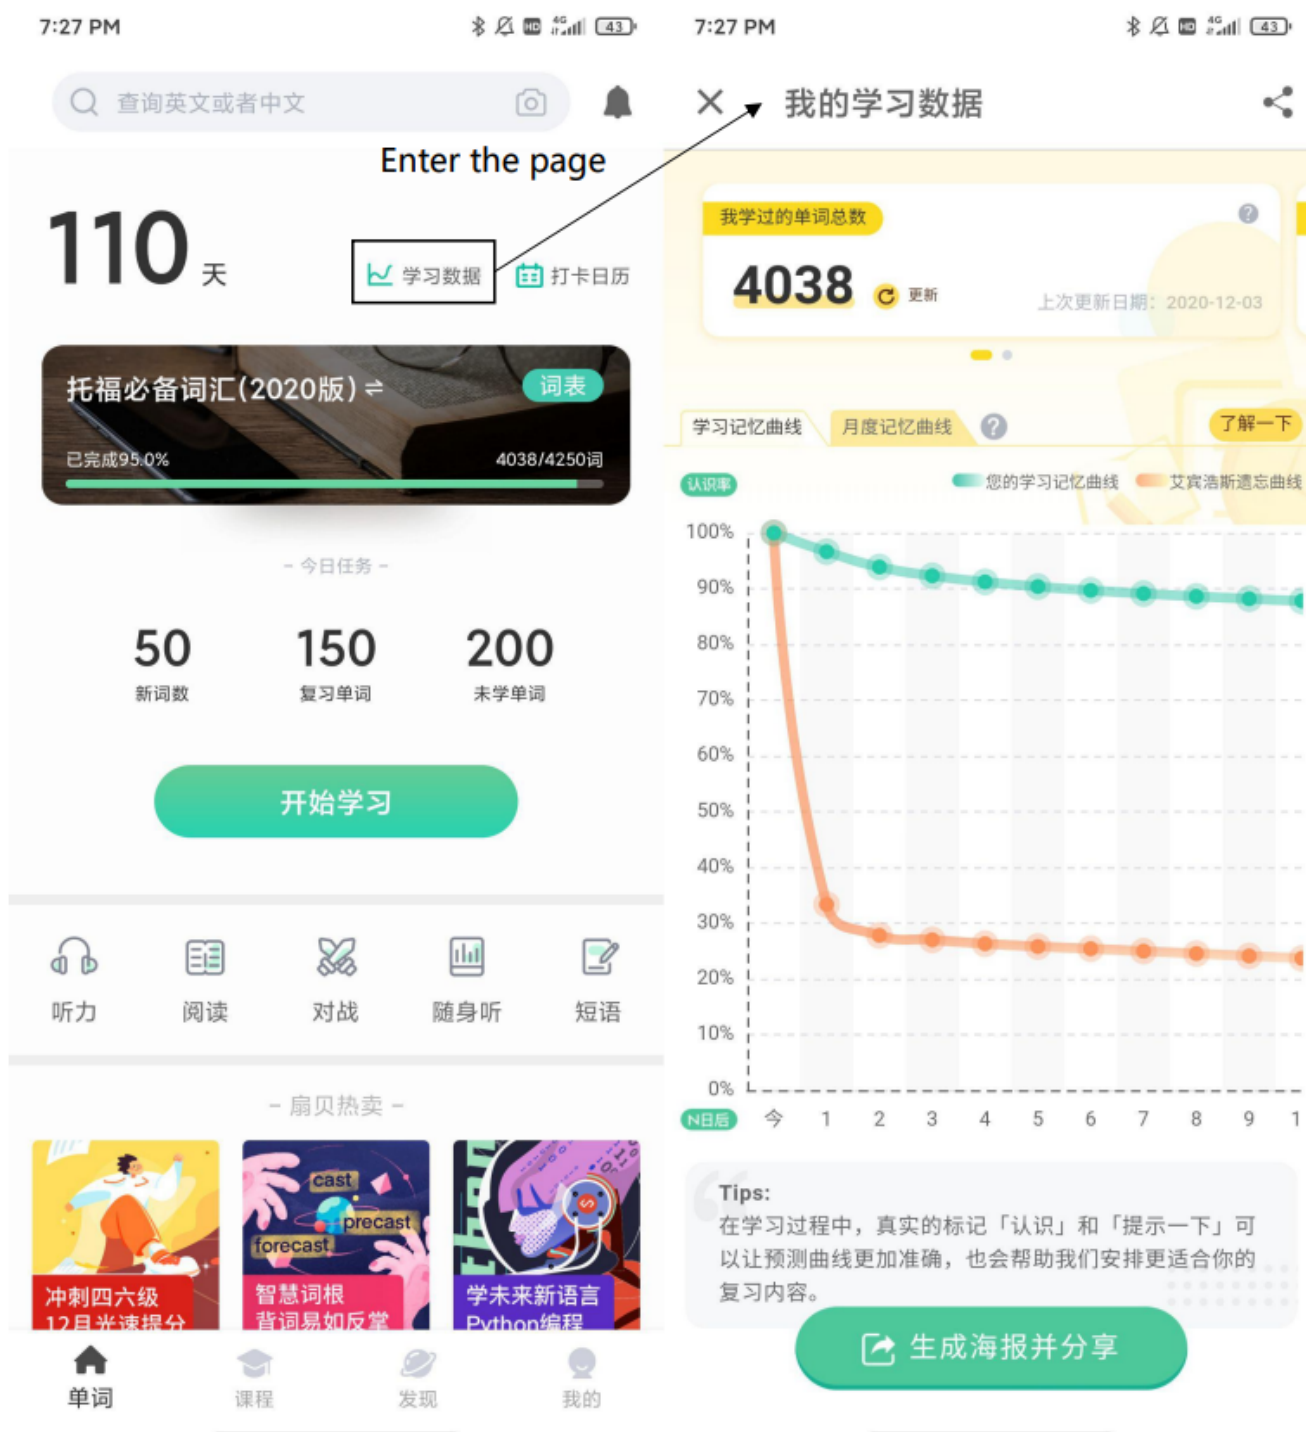 7:27 PM
HD 4G 43
查询英文或者中文
Enter the page
110 天
学习数据
打卡日历
托福必备词汇(2020版)⇌
词表
已完成95.0%
4038/4250词
- 今日任务 -
50
150
200
新词数
复习单词
未学单词
开始学习
听力
阅读
对战
随身听
短语
- 扇贝热卖 -
冲刺四六级
12月光速提分
cast
precast
forecast
智慧词根
背词易如反掌
thon
学未来新语言
Python编程
单词
课程
发现
我的
7:27 PM
HD 4G 43
我的学习数据
我学过的单词总数
?
4038
更新
上次更新日期：2020-12-03
学习记忆曲线
月度记忆曲线
?
了解一下
认识率
您的学习记忆曲线
艾宾浩斯遗忘曲线
100%
90%
80%
70%
60%
50%
40%
30%
20%
10%
0%
N日后 今 1 2 3 4 5 6 7 8 9 1
Tips:
在学习过程中，真实的标记「认识」和「提示一下」可
以让预测曲线更加准确，也会帮助我们安排更适合你的
复习内容。
生成海报并分享